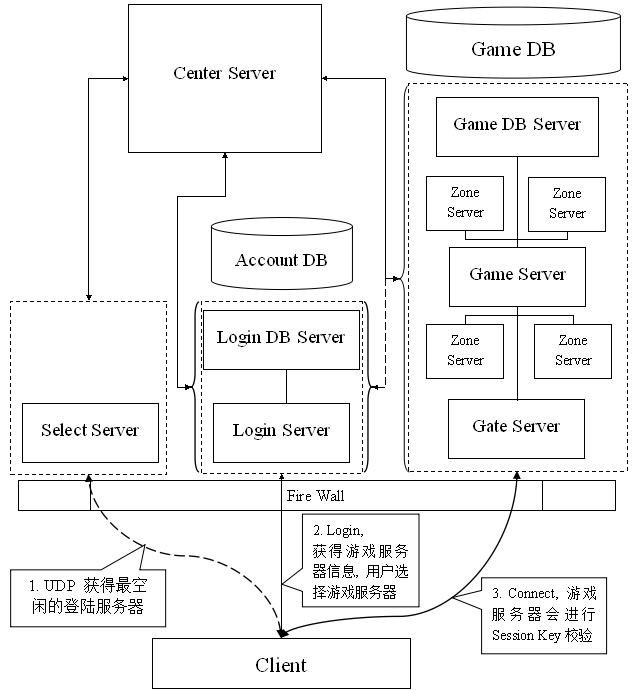 Center Server
Game DB
Game DB Server
Zone
Server
Zone
Server
Account DB
Game Server
Login DB Server
Zone
Server
Zone
Server
Select Server
Login Server
Gate Server
Fire Wall
1. UDP 获得最空
闲的登陆服务器
2. Login,
获得游戏服务
器信息, 用户选
择游戏服务器
3. Connect, 游戏
服务器会进行
Session Key 校验
Client